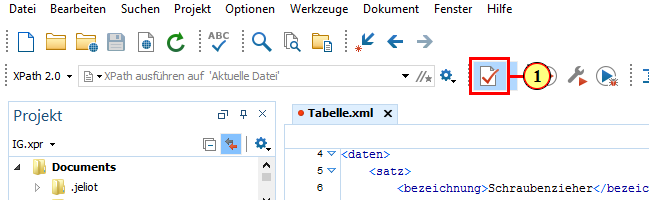 Datei Bearbeiten Suchen Projekt Optionen Werkzeuge Dokument Fenster Hilfe
ABC
XPath 2.0 XPath ausführen auf 'Aktuelle Datei'
1
Projekt
Tabelle.xml
IG.xpr
Documents
.jeliot
4 <daten>
5 <satz>
6 <bezeichnung>Schraubenzieher</bezeic